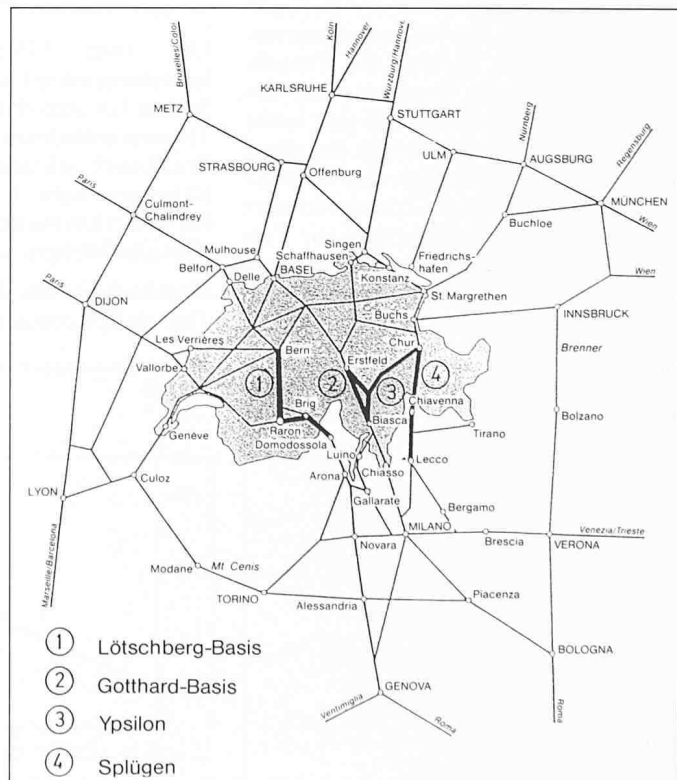 Bruxelles/Coloi
Köln
Hannover
Würzburg/Hannover
KARLSRUHE
METZ
STUTTGART
Nürnberg
Regensburg
STRASBOURG
Offenburg
ULM
AUGSBURG
MÜNCHEN
Paris
Culmont-
Chalindrey
Buchloe
Wien
Mulhouse
Singen
Schaffhausen
Friedrichs-
hafen
Belfort
BASEL
Konstanz
Wien
Delle
St. Margrethen
Paris
DIJON
Buchs
INNSBRUCK
Les Verrières
Bern
Erstfeld
Chur
Brenner
Vallorbe
1
2
3
4
Chiavenna
Brig
Biasca
Bolzano
Genève
Raron
Tirano
Domodossola
Luino
Chiasso
Lecco
Arona
LYON
Culoz
Gallarate
Bergamo
MILANO
Venezia/Trieste
Novara
Brescia
VERONA
Marseille/Barcelona
Modane
Mt Cenis
TORINO
Alessandria
Piacenza
BOLOGNA
1 Lötschberg-Basis
2 Gotthard-Basis
GENOVA
Ventimiglia
Roma
Roma
3 Ypsilon
4 Splügen